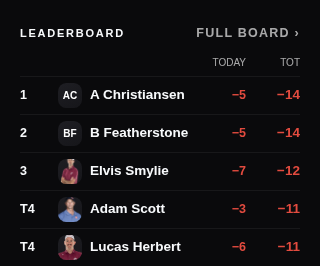 LEADERBOARD FULL BOARD ›
TODAY TOT
1 AC A Christiansen −5 −14
2 BF B Featherstone −5 −14
3 Elvis Smylie −7 −12
T4 Adam Scott −3 −11
T4 Lucas Herbert −6 −11